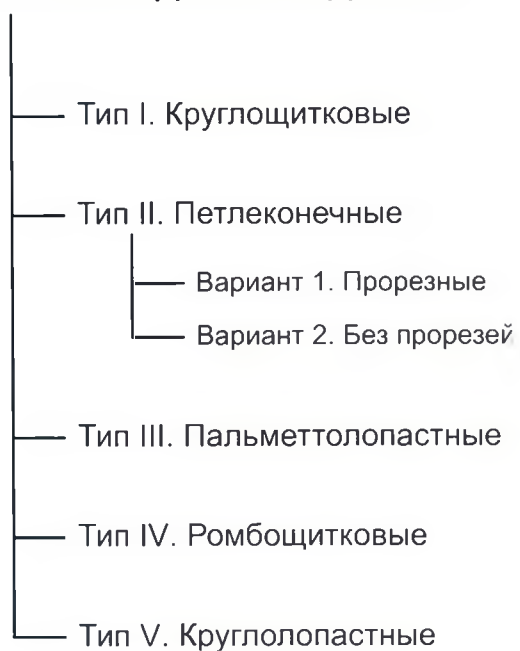 Тип I. Круглощитковые
Тип II. Петлеконечные
Вариант 1. Прорезные
Вариант 2. Без прорезей
Тип III. Пальметтолопастные
Тип IV. Ромбощитковые
Тип V. Круглолопастные